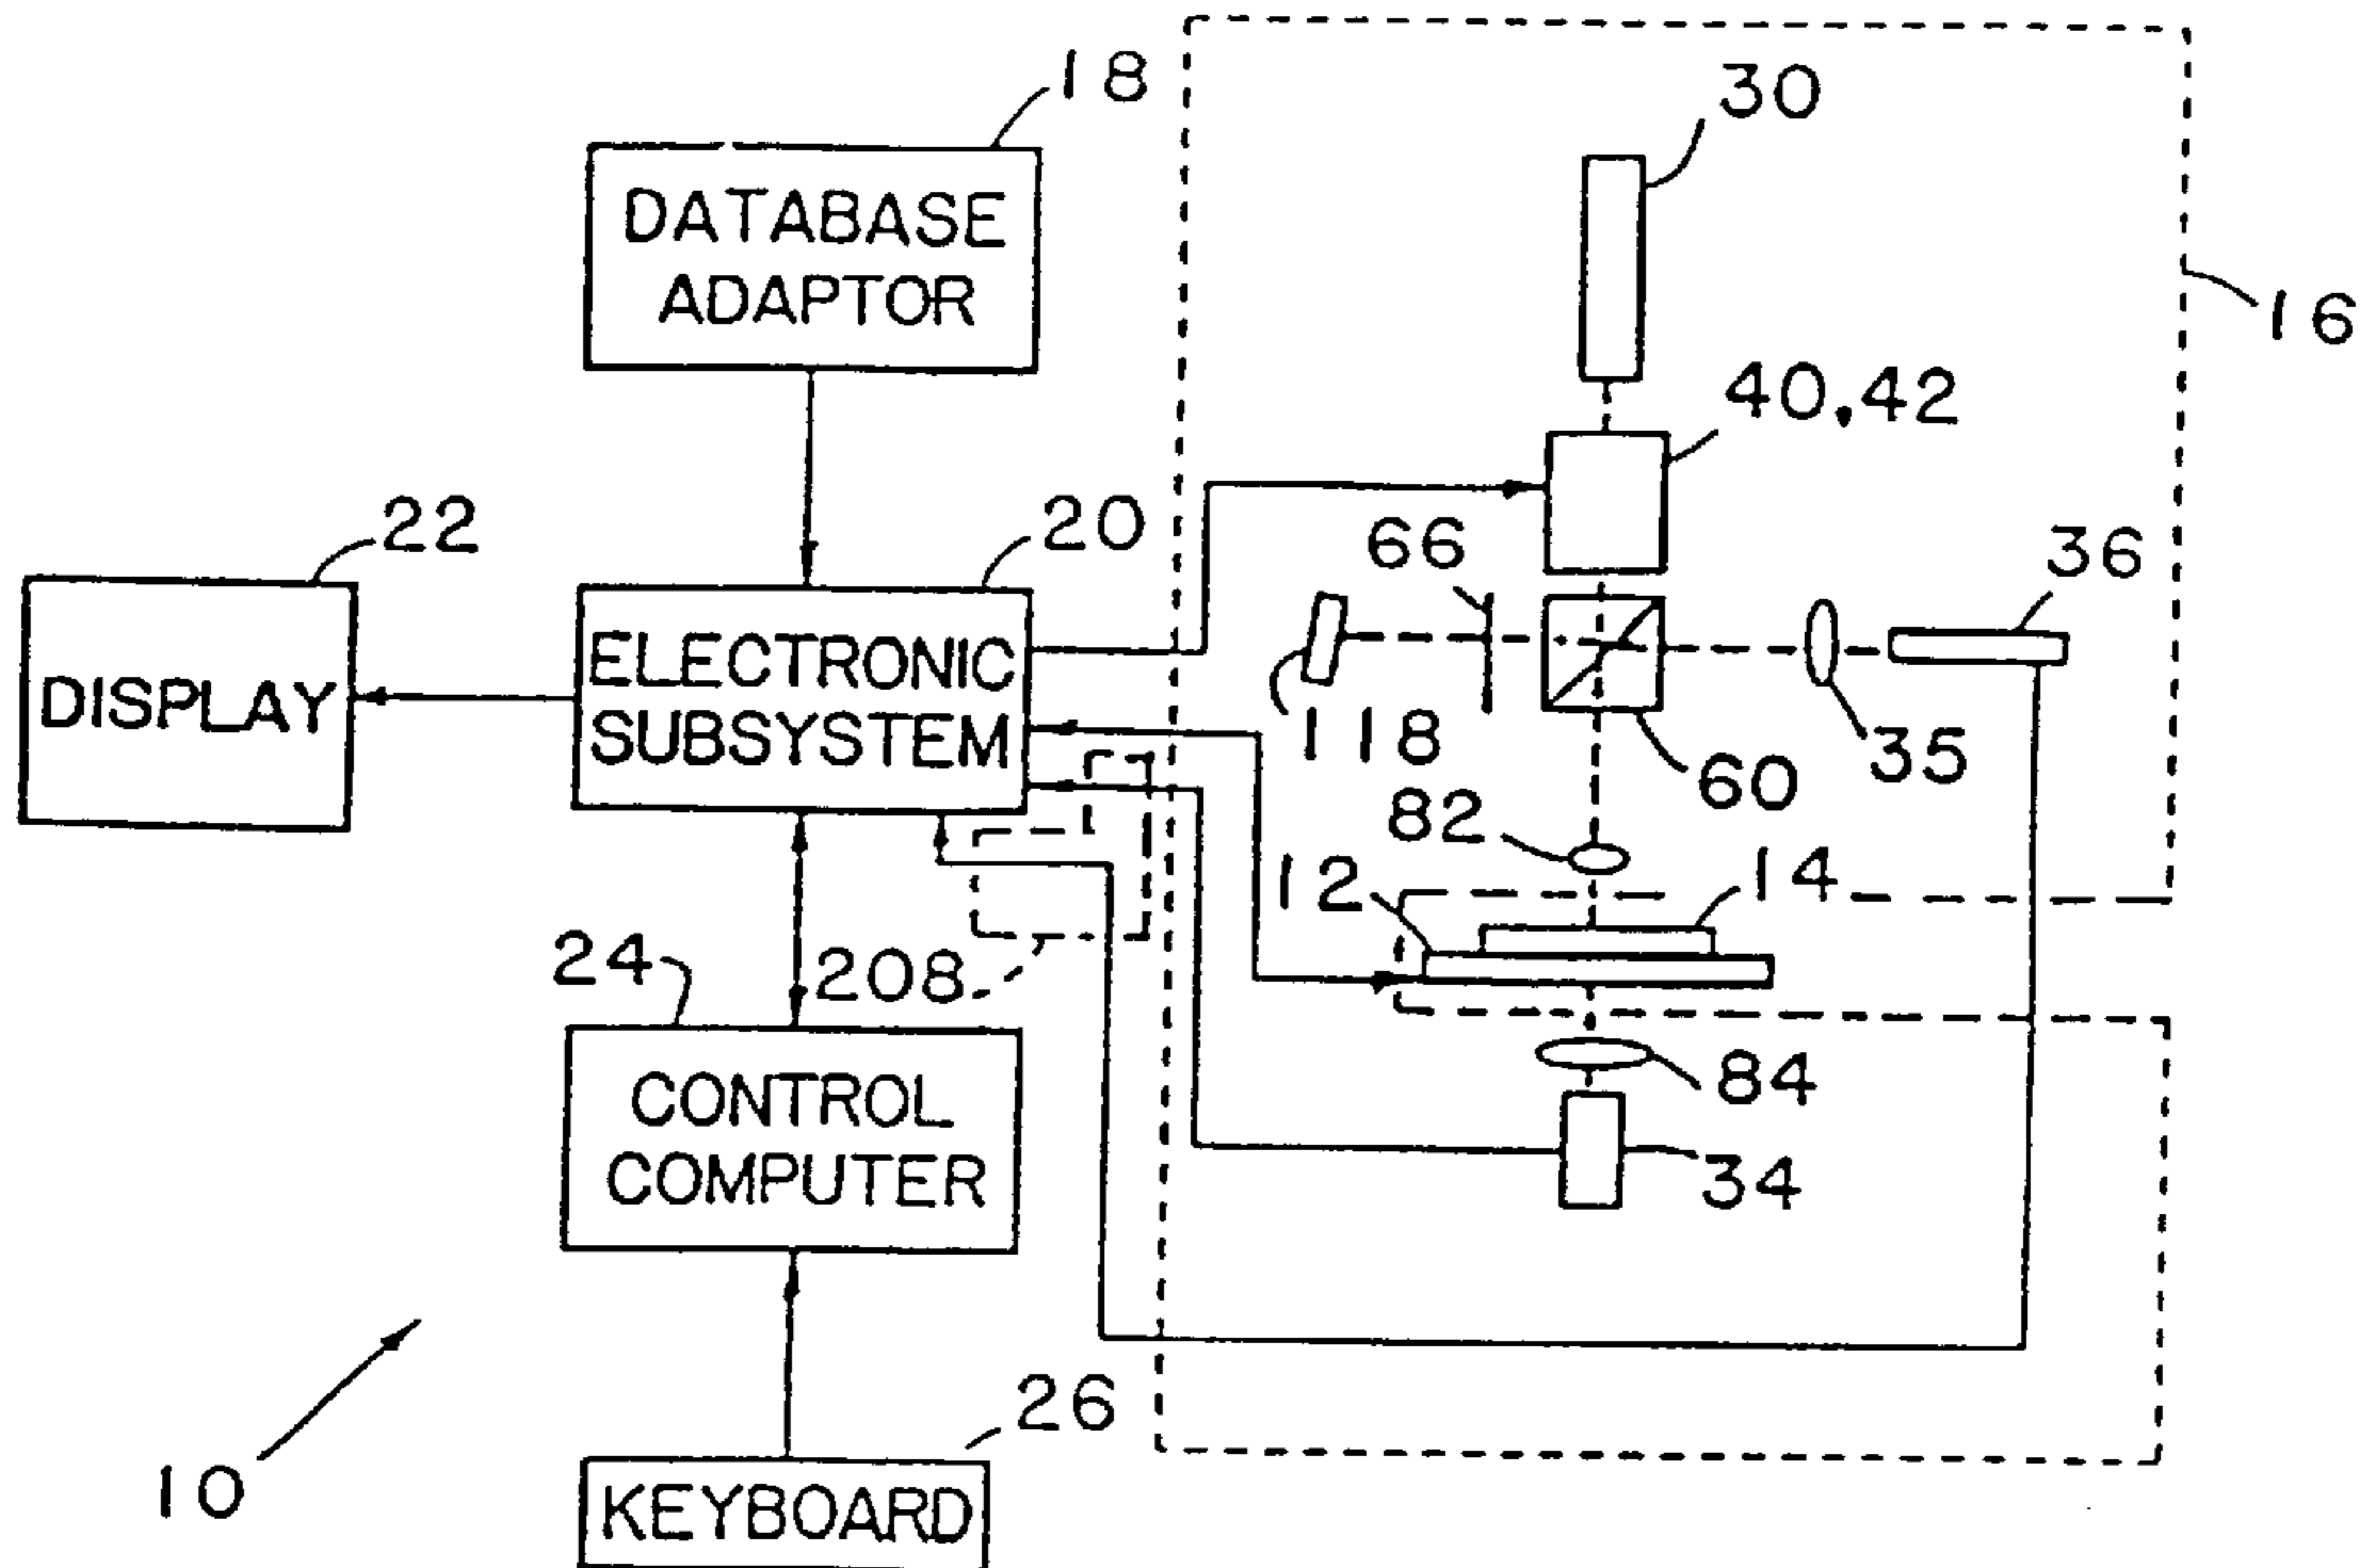 18
30
DATABASE
ADAPTOR
16
40,42
22
20
66
36
DISPLAY
ELECTRONIC
SUBSYSTEM
118
60
35
82
12
14
24
208
CONTROL
COMPUTER
84
34
26
10
KEYBOARD